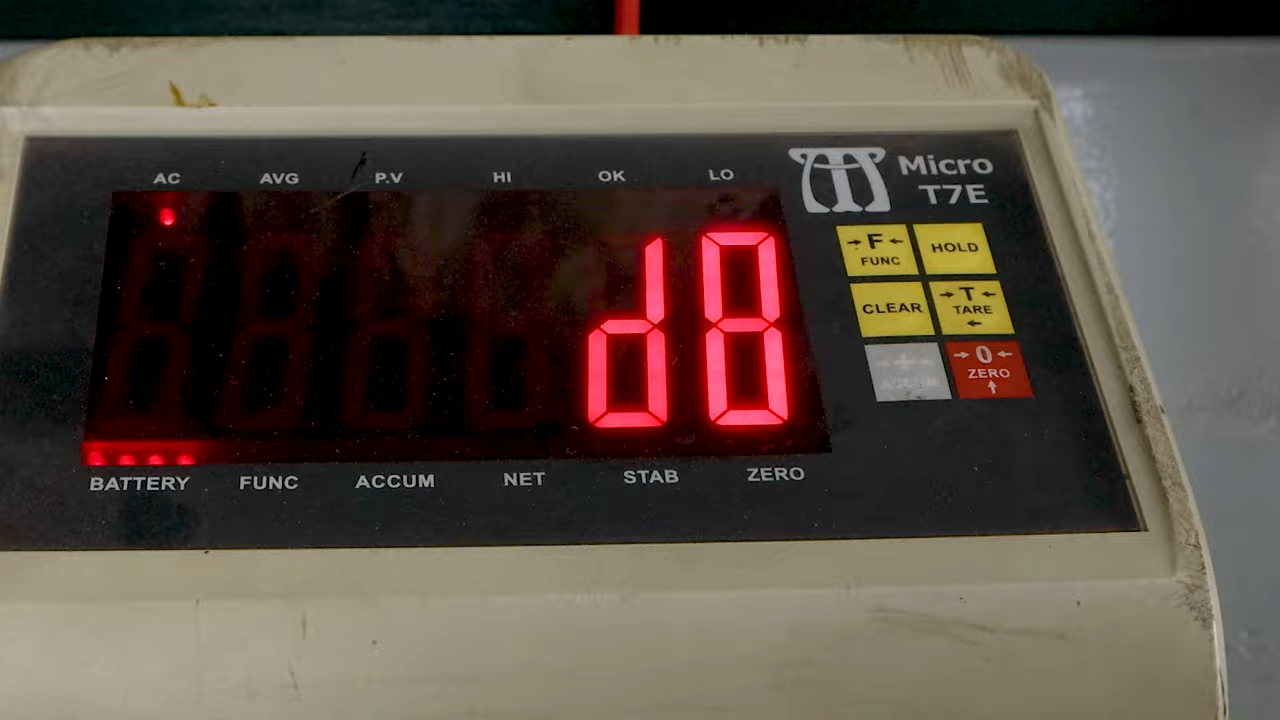 AC AVG P.V HI OK LO
Micro
T7E
d8
→F← FUNC
HOLD
CLEAR
→T← TARE ←
ACCUM
→0← ZERO ↑
BATTERY FUNC ACCUM NET STAB ZERO